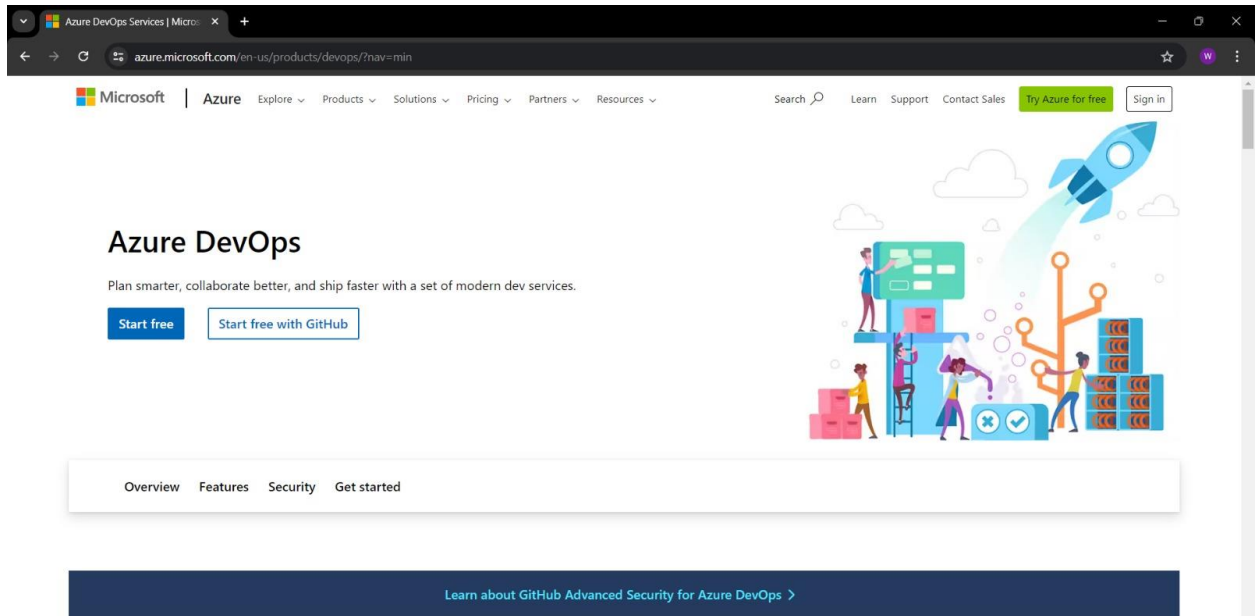 Azure DevOps Services | Micros
azure.microsoft.com/en-us/products/devops/?nav=min
W
Microsoft Azure Explore Products Solutions Pricing Partners Resources Search Learn Support Contact Sales Try Azure for free Sign in
Azure DevOps
Plan smarter, collaborate better, and ship faster with a set of modern dev services.
Start free Start free with GitHub
Overview Features Security Get started
Learn about GitHub Advanced Security for Azure DevOps >